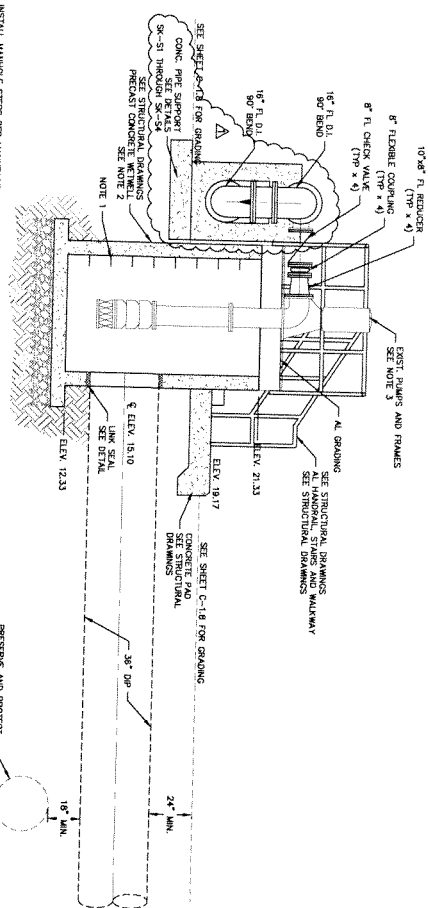 10"x8" FL REDUCER
(TYP x 4)
8" FLEXIBLE COUPLING
(TYP x 4)
8" FL CHECK VALVE
(TYP x 4)
16" FL D.I.
90° BEND
16" FL D.I.
90° BEND
SEE SHEET C-1.8 FOR GRADING
CONC. PIPE SUPPORT
SEE DETAILS
SK-S1 THROUGH SK-S4
SEE STRUCTURAL DRAWINGS
PRECAST CONCRETE WETWELL
SEE NOTE 2
NOTE 1
EXIST. PUMPS AND FRAMES
SEE NOTE 3
SEE STRUCTURAL DRAWINGS
AL HANDRAIL, STAIRS AND WALKWAY
SEE STRUCTURAL DRAWINGS
AL GRADING
ELEV. 21.33
ELEV. 19.17
SEE SHEET C-1.8 FOR GRADING
CONCRETE PAD
SEE STRUCTURAL
DRAWINGS
℄ ELEV. 15.10
LINK SEAL
SEE DETAIL
ELEV. 12.33
36" DIP
24" MIN.
18" MIN.